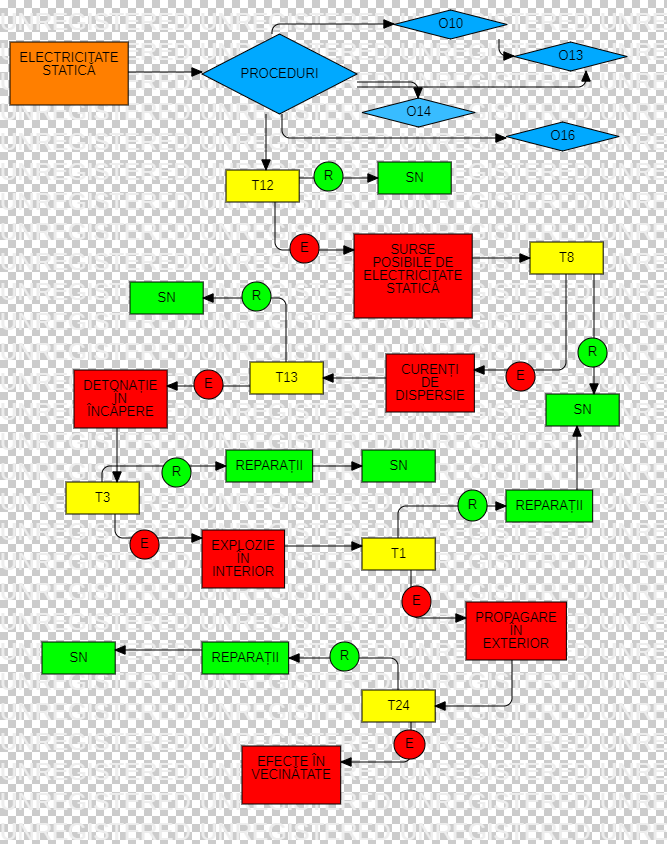 O10
ELECTRICITATE
STATICĂ
PROCEDURI
O13
O14
O16
T12
R
SN
E
SURSE
POSIBILE DE
ELECTRICITATE
STATICĂ
T8
SN
R
R
DETONAȚIE
ÎN
ÎNCĂPERE
E
T13
CURENȚI
DE
DISPERSIE
E
SN
R
REPARAȚII
SN
T3
R
REPARAȚII
E
EXPLOZIE
ÎN
INTERIOR
T1
E
PROPAGARE
ÎN
EXTERIOR
SN
REPARAȚII
R
T24
E
EFECTE ÎN
VECINĂTATE